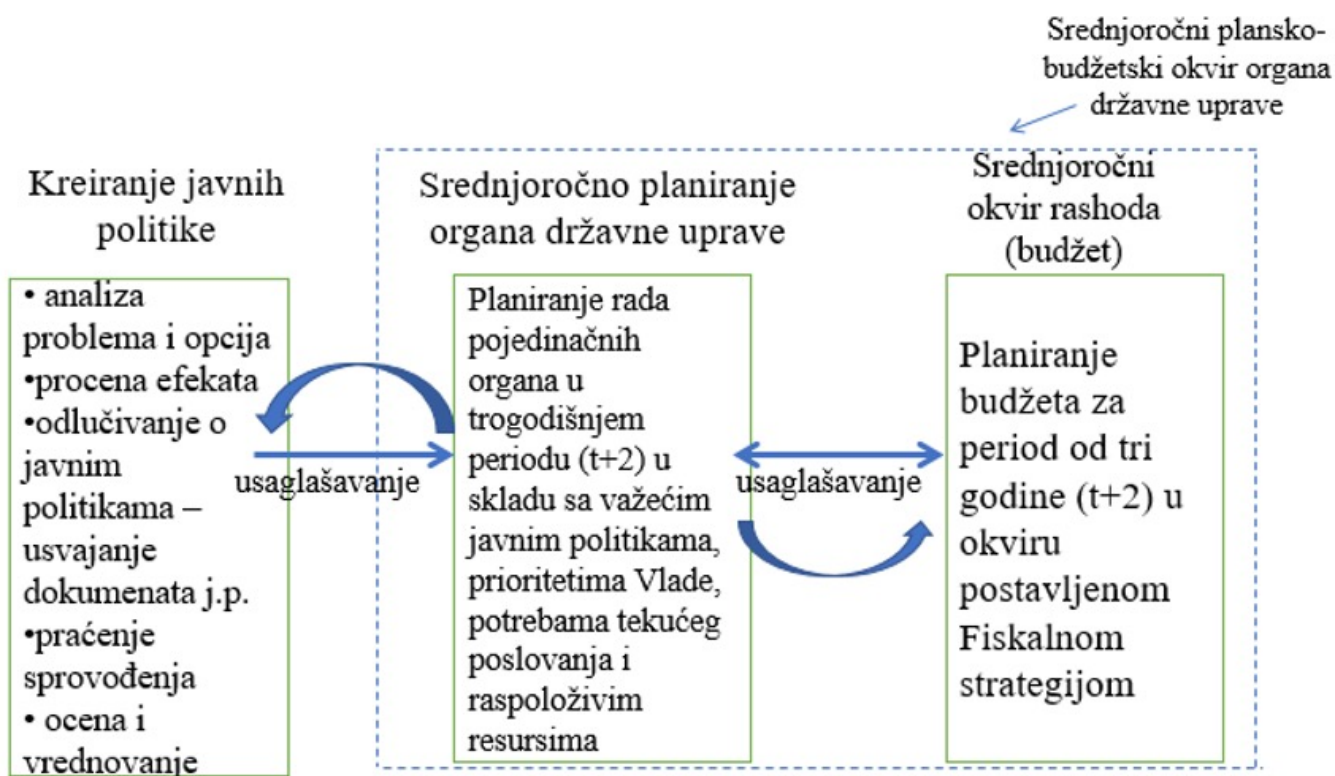 Srednjoročni plansko-
budžetski okvir organa
državne uprave
Kreiranje javnih
politike
• analiza
problema i opcija
•procena efekata
•odlučivanje o
javnim
politikama –
usvajanje
dokumenata j.p.
•praćenje
sprovođenja
• ocena i
vrednovanje
usaglašavanje
Srednjoročno planiranje
organa državne uprave
Planiranje rada
pojedinačnih
organa u
trogodišnjem
periodu (t+2) u
skladu sa važećim
javnim politikama,
prioritetima Vlade,
potrebama tekućeg
poslovanja i
raspoloživim
resursima
usaglašavanje
Srednjoročni
okvir rashoda
(budžet)
Planiranje
budžeta za
period od tri
godine (t+2) u
okviru
postavljenom
Fiskalnom
strategijom